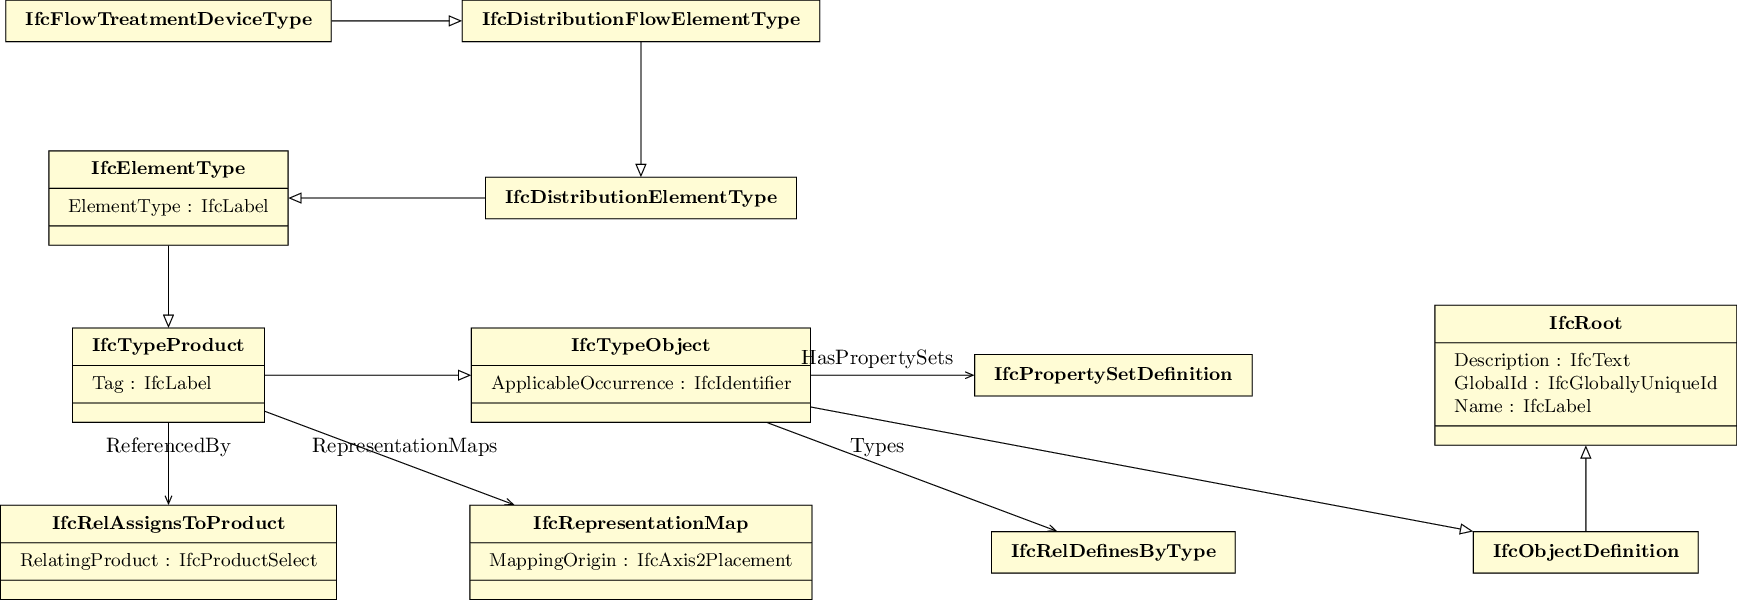 IfcFlowTreatmentDeviceType
IfcDistributionFlowElementType
IfcElementType
ElementType : IfcLabel
IfcDistributionElementType
IfcTypeProduct
Tag : IfcLabel
IfcTypeObject
ApplicableOccurrence : IfcIdentifier
HasPropertySets
IfcPropertySetDefinition
IfcRoot
Description : IfcText
GlobalId : IfcGloballyUniqueId
Name : IfcLabel
ReferencedBy
RepresentationMaps
Types
IfcRelAssignsToProduct
RelatingProduct : IfcProductSelect
IfcRepresentationMap
MappingOrigin : IfcAxis2Placement
IfcRelDefinesByType
IfcObjectDefinition